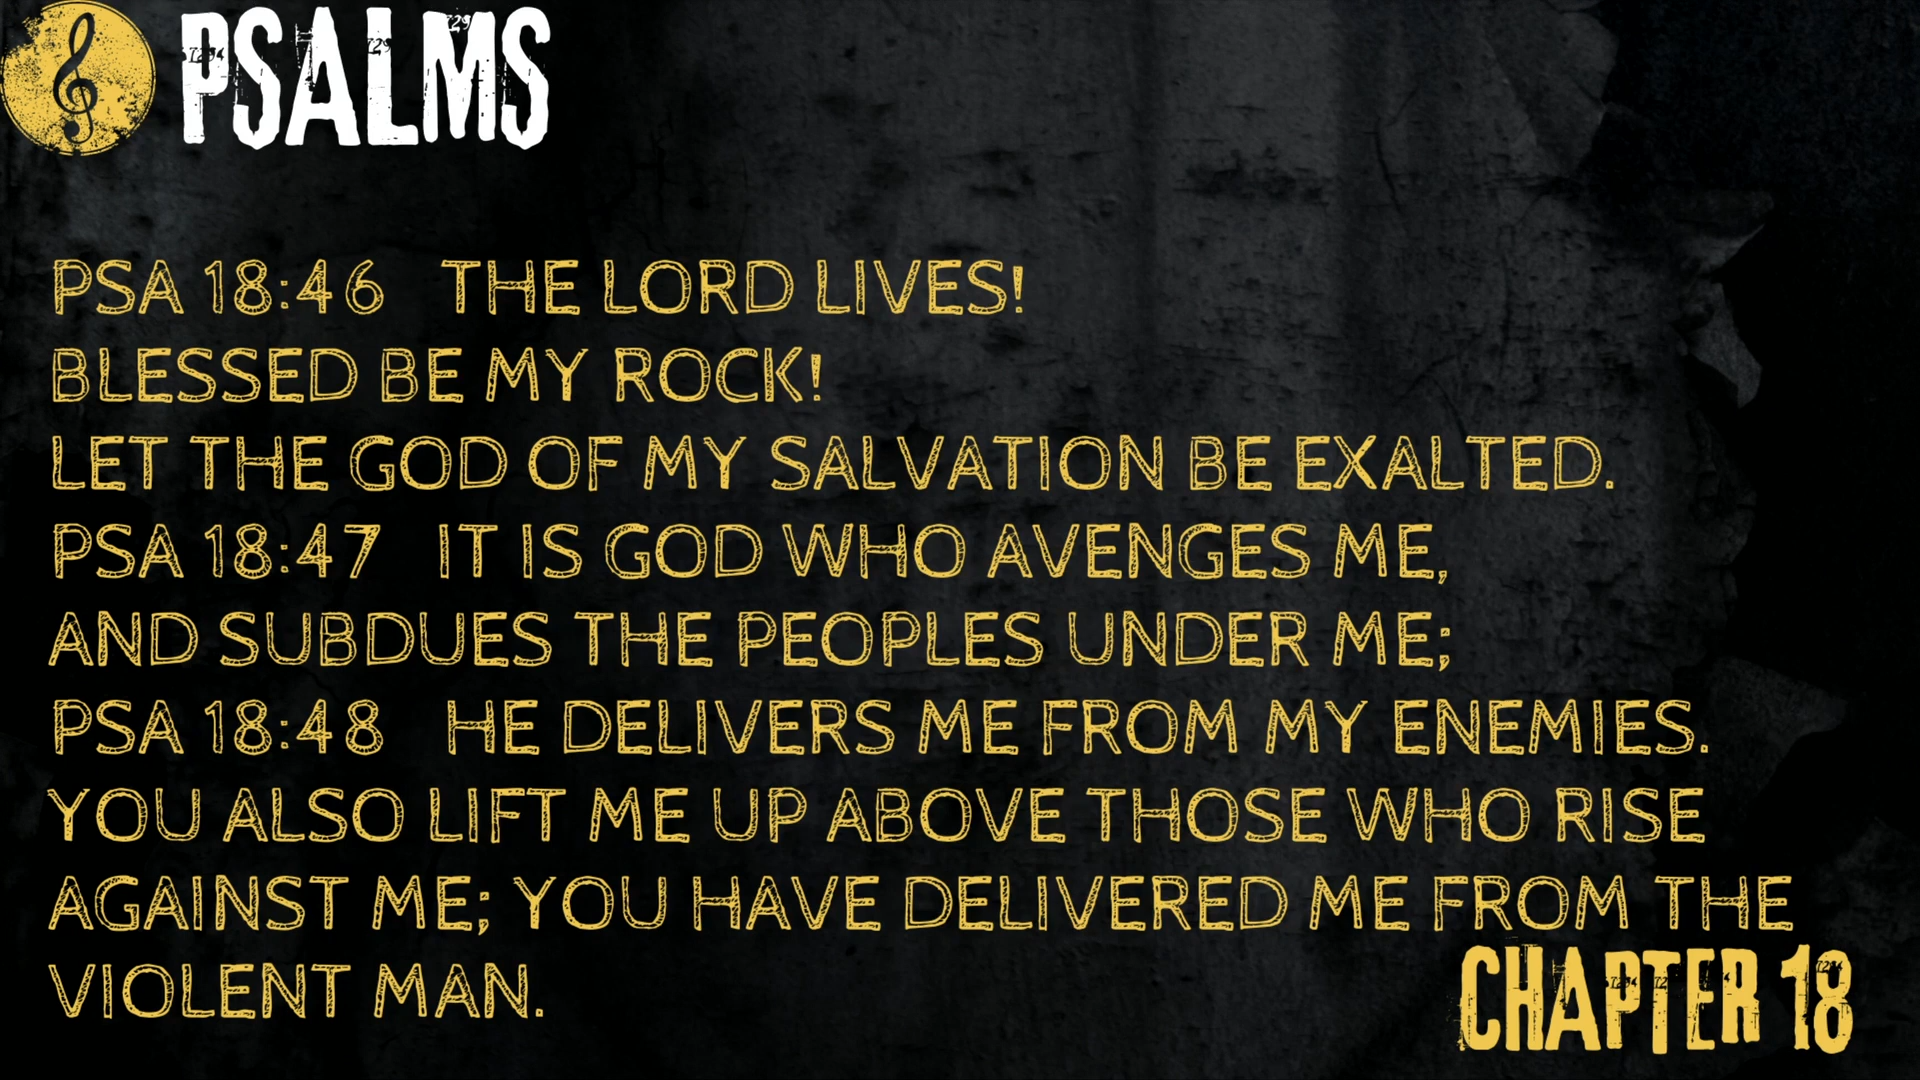 PSALMS
PSA 18:46 THE LORD LIVES!
BLESSED BE MY ROCK!
LET THE GOD OF MY SALVATION BE EXALTED.
PSA 18:47 IT IS GOD WHO AVENGES ME,
AND SUBDUES THE PEOPLES UNDER ME;
PSA 18:48 HE DELIVERS ME FROM MY ENEMIES.
YOU ALSO LIFT ME UP ABOVE THOSE WHO RISE
AGAINST ME; YOU HAVE DELIVERED ME FROM THE
VIOLENT MAN.
CHAPTER 18